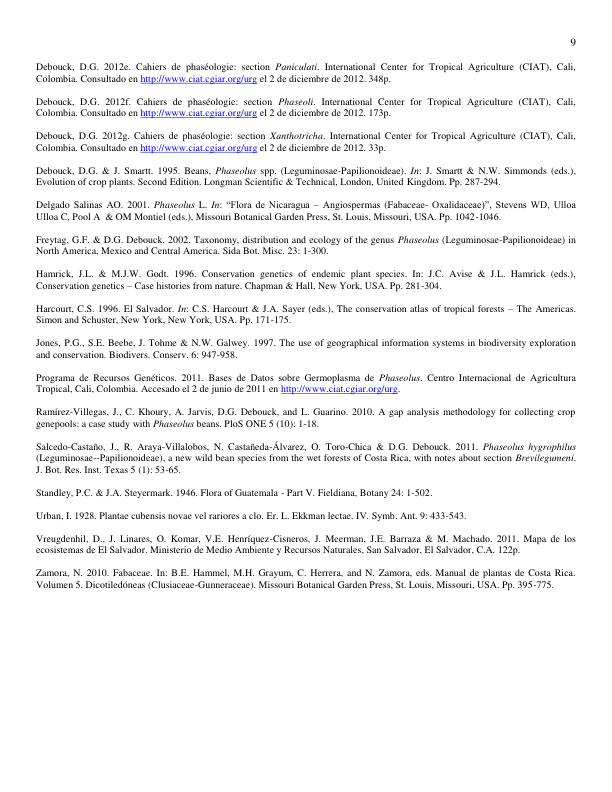 9
Debouck, D.G. 2012e. Cahiers de phaséologie: section Paniculati. International Center for Tropical Agriculture (CIAT), Cali,
Colombia. Consultado en http://www.ciat.cgiar.org/urg el 2 de diciembre de 2012. 348p.
Debouck, D.G. 2012f. Cahiers de phaséologie: section Phaseoli. International Center for Tropical Agriculture (CIAT), Cali,
Colombia. Consultado en http://www.ciat.cgiar.org/urg el 2 de diciembre de 2012. 173p.
Debouck, D.G. 2012g. Cahiers de phaséologie: section Xanthotricha. International Center for Tropical Agriculture (CIAT), Cali,
Colombia. Consultado en http://www.ciat.cgiar.org/urg el 2 de diciembre de 2012. 33p.
Debouck, D.G. & J. Smartt. 1995. Beans, Phaseolus spp. (Leguminosae-Papilionoideae). In: J. Smartt & N.W. Simmonds (eds.),
Evolution of crop plants. Second Edition. Longman Scientific & Technical, London, United Kingdom. Pp. 287-294.
Delgado Salinas AO. 2001. Phaseolus L. In: “Flora de Nicaragua – Angiospermas (Fabaceae- Oxalidaceae)”, Stevens WD, Ulloa
Ulloa C, Pool A & OM Montiel (eds.), Missouri Botanical Garden Press, St. Louis, Missouri, USA. Pp. 1042-1046.
Freytag, G.F. & D.G. Debouck. 2002. Taxonomy, distribution and ecology of the genus Phaseolus (Leguminosae-Papilionoideae) in
North America, Mexico and Central America. Sida Bot. Misc. 23: 1-300.
Hamrick, J.L. & M.J.W. Godt. 1996. Conservation genetics of endemic plant species. In: J.C. Avise & J.L. Hamrick (eds.),
Conservation genetics – Case histories from nature. Chapman & Hall, New York, USA. Pp. 281-304.
Harcourt, C.S. 1996. El Salvador. In: C.S. Harcourt & J.A. Sayer (eds.), The conservation atlas of tropical forests – The Americas.
Simon and Schuster, New York, New York, USA. Pp. 171-175.
Jones, P.G., S.E. Beebe, J. Tohme & N.W. Galwey. 1997. The use of geographical information systems in biodiversity exploration
and conservation. Biodivers. Conserv. 6: 947-958.
Programa de Recursos Genéticos. 2011. Bases de Datos sobre Germoplasma de Phaseolus. Centro Internacional de Agricultura
Tropical, Cali, Colombia. Accesado el 2 de junio de 2011 en http://www.ciat.cgiar.org/urg.
Ramírez-Villegas, J., C. Khoury, A. Jarvis, D.G. Debouck, and L. Guarino. 2010. A gap analysis methodology for collecting crop
genepools: a case study with Phaseolus beans. PloS ONE 5 (10): 1-18.
Salcedo-Castaño, J., R. Araya-Villalobos, N. Castañeda-Álvarez, O. Toro-Chica & D.G. Debouck. 2011. Phaseolus hygrophilus
(Leguminosae--Papilionoideae), a new wild bean species from the wet forests of Costa Rica, with notes about section Brevilegumeni.
J. Bot. Res. Inst. Texas 5 (1): 53-65.
Standley, P.C. & J.A. Steyermark. 1946. Flora of Guatemala - Part V. Fieldiana, Botany 24: 1-502.
Urban, I. 1928. Plantae cubensis novae vel rariores a clo. Er. L. Ekkman lectae. IV. Symb. Ant. 9: 433-543.
Vreugdenhil, D., J. Linares, O. Komar, V.E. Henríquez-Cisneros, J. Meerman, J.E. Barraza & M. Machado. 2011. Mapa de los
ecosistemas de El Salvador. Ministerio de Medio Ambiente y Recursos Naturales, San Salvador, El Salvador, C.A. 122p.
Zamora, N. 2010. Fabaceae. In: B.E. Hammel, M.H. Grayum, C. Herrera, and N. Zamora, eds. Manual de plantas de Costa Rica.
Volumen 5. Dicotiledóneas (Clusiaceae-Gunneraceae). Missouri Botanical Garden Press, St. Louis, Missouri, USA. Pp. 395-775.